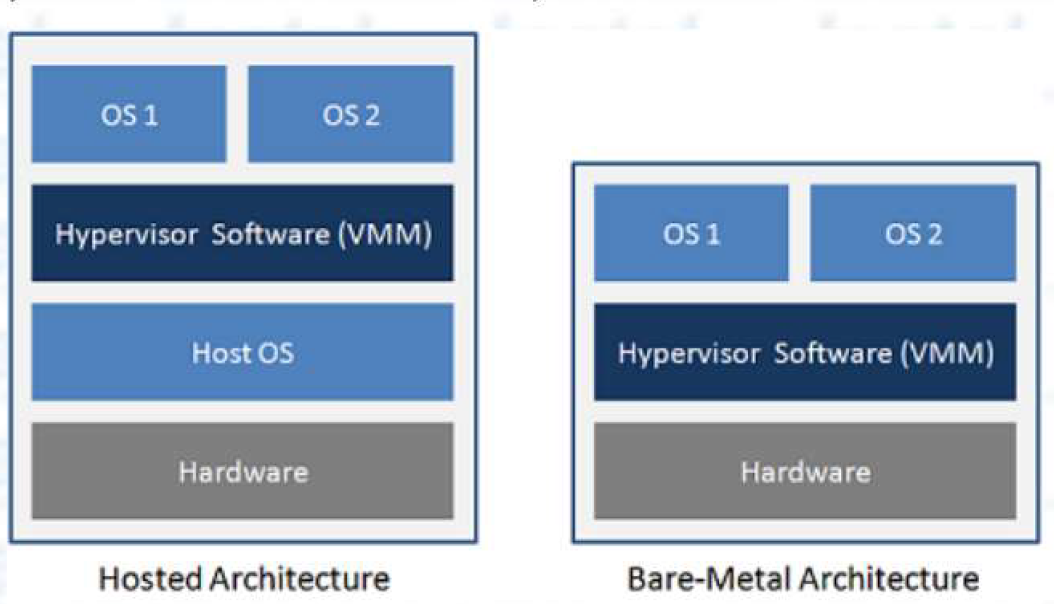 OS 1
OS 2
Hypervisor Software (VMM)
Host OS
Hardware
Hosted Architecture
OS 1
OS 2
Hypervisor Software (VMM)
Hardware
Bare-Metal Architecture